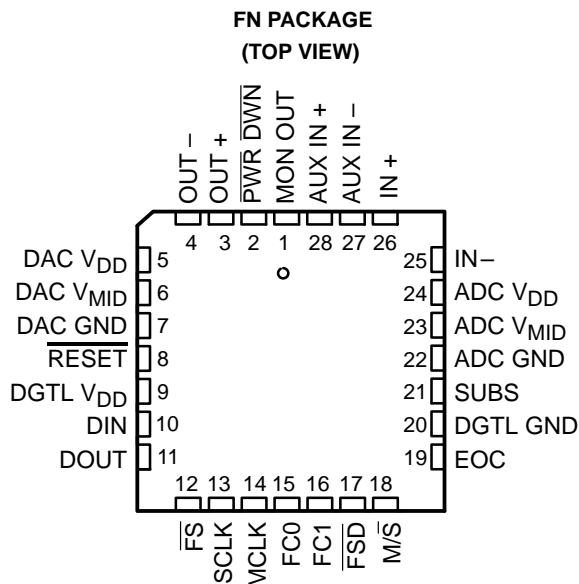 FN PACKAGE
(TOP VIEW)
OUT –
OUT +
PWR DWN
MON OUT
AUX IN +
AUX IN –
IN +
4 3 2 1 28 27 26
DAC VDD 5
DAC VMID 6
DAC GND 7
RESET 8
DGTL VDD 9
DIN 10
DOUT 11
25 IN–
24 ADC VDD
23 ADC VMID
22 ADC GND
21 SUBS
20 DGTL GND
19 EOC
12 13 14 15 16 17 18
FS
SCLK
MCLK
FC0
FC1
FSD
M/S